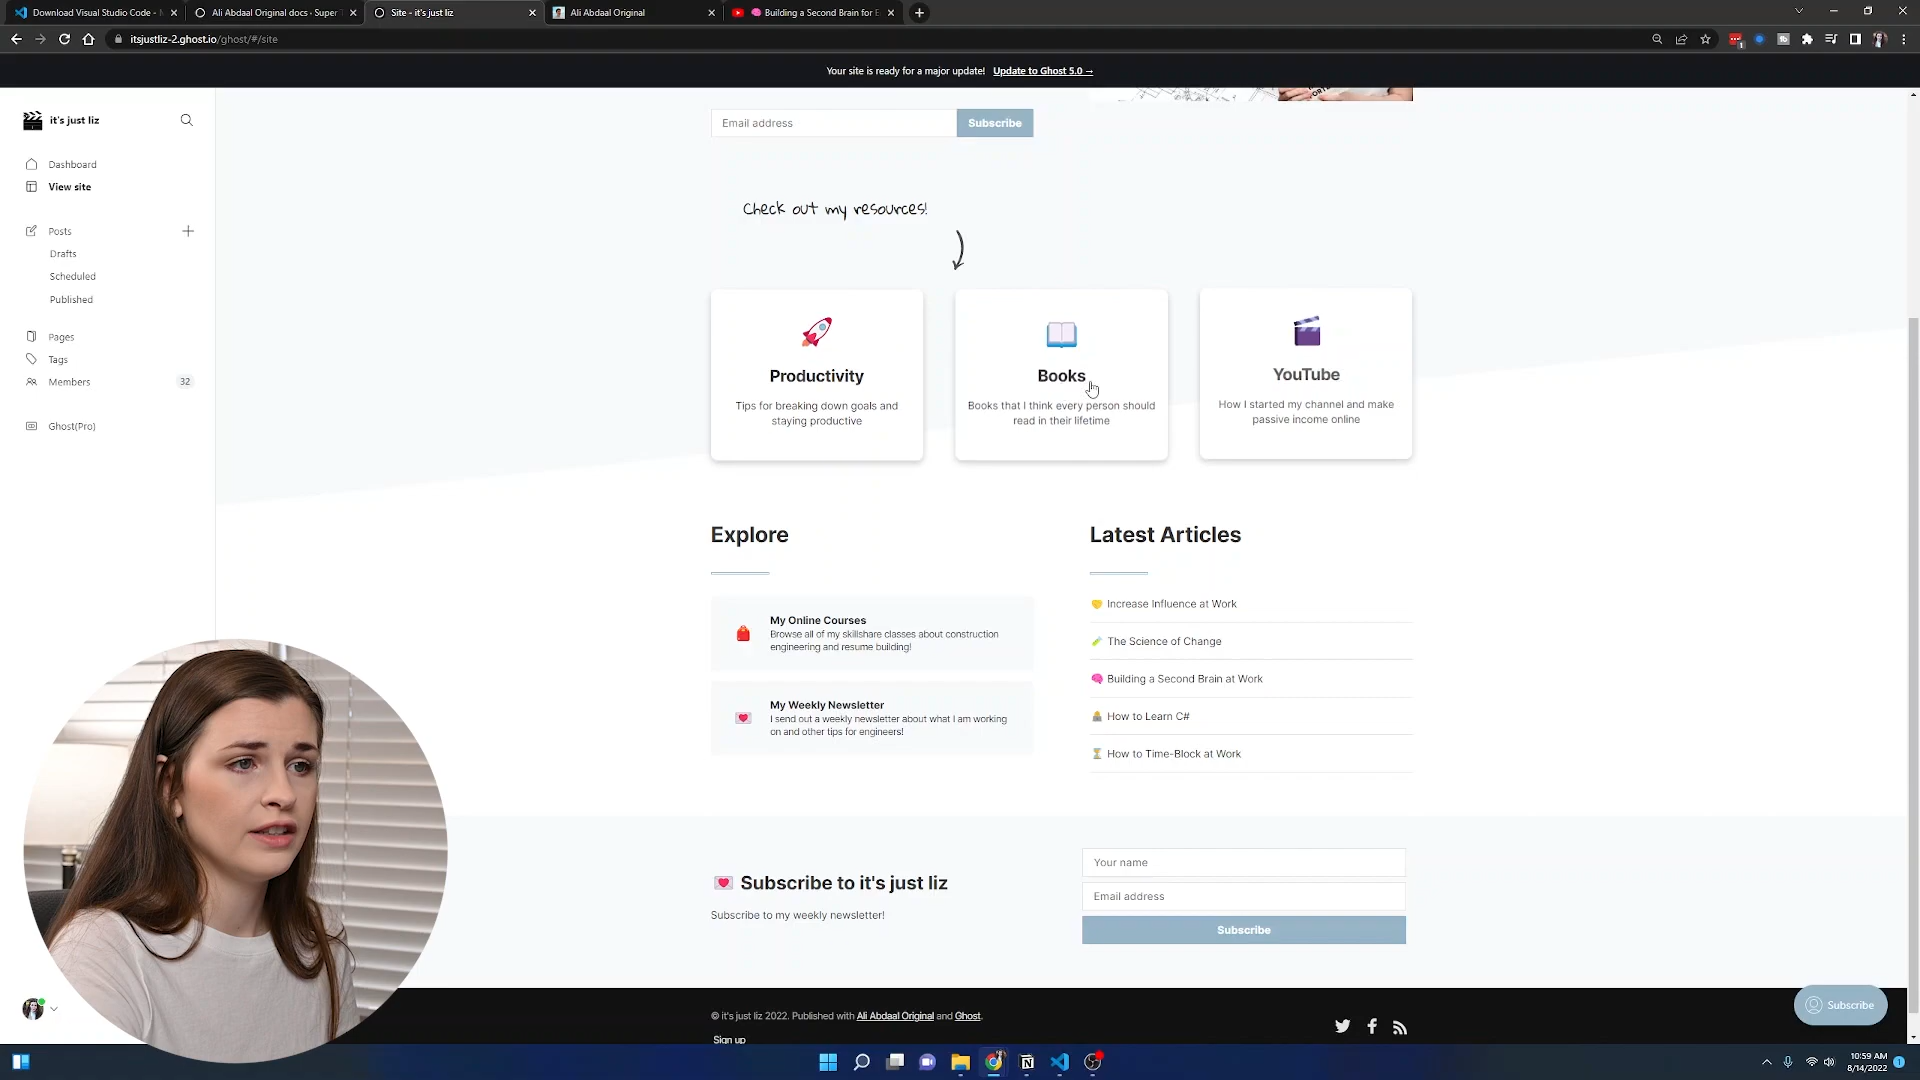 Download Visual Studio Code -
Ali Abdaal Original docs - Super T
Site - it's just liz
Ali Abdaal Original
🧠 Building a Second Brain for E
itsjustliz-2.ghost.io/ghost/#/site
Your site is ready for a major update! Update to Ghost 5.0 →
it's just liz
Dashboard
View site
Posts
Drafts
Scheduled
Published
Pages
Tags
Members 32
Ghost(Pro)
Email address
Subscribe
Check out my resources!
Productivity
Tips for breaking down goals and
staying productive
Books
Books that I think every person should
read in their lifetime
YouTube
How I started my channel and make
passive income online
Explore
My Online Courses
Browse all of my skillshare classes about construction
engineering and resume building!
My Weekly Newsletter
I send out a weekly newsletter about what I am working
on and other tips for engineers!
Latest Articles
Increase Influence at Work
The Science of Change
Building a Second Brain at Work
How to Learn C#
How to Time-Block at Work
Subscribe to it's just liz
Subscribe to my weekly newsletter!
Your name
Email address
Subscribe
© it's just liz 2022. Published with Ali Abdaal Original and Ghost.
Sign up
Subscribe
10:59 AM
8/14/2022